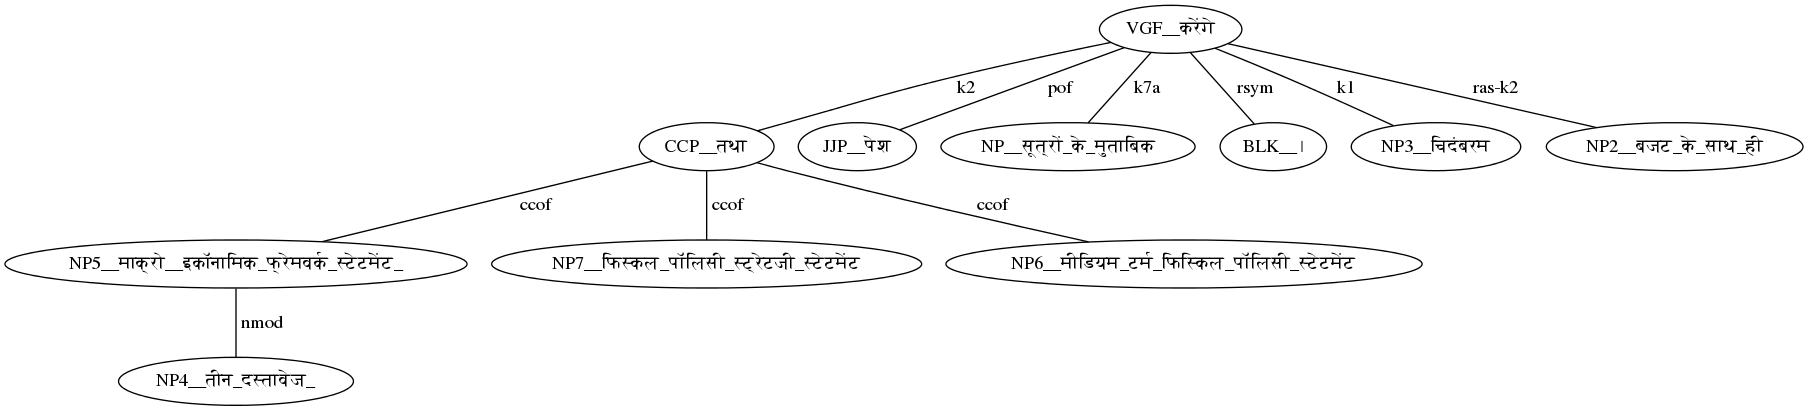 VGF__करेंगे
k2 pof k7a rsym k1 ras-k2
CCP__तथा JJP__पेश NP__सूत्रों_के_मुताबिक BLK__। NP3__चिदंबरम NP2__बजट_के_साथ_ही
ccof ccof ccof
NP5__माक्रो__इकॉनामिक_फ्रेमवर्क_स्टेटमेंट_ NP7__फिस्कल_पॉलिसी_स्ट्रेटजी_स्टेटमेंट NP6__मीडियम_टर्म_फिस्किल_पॉलिसी_स्टेटमेंट
nmod
NP4__तीन_दस्तावेज_